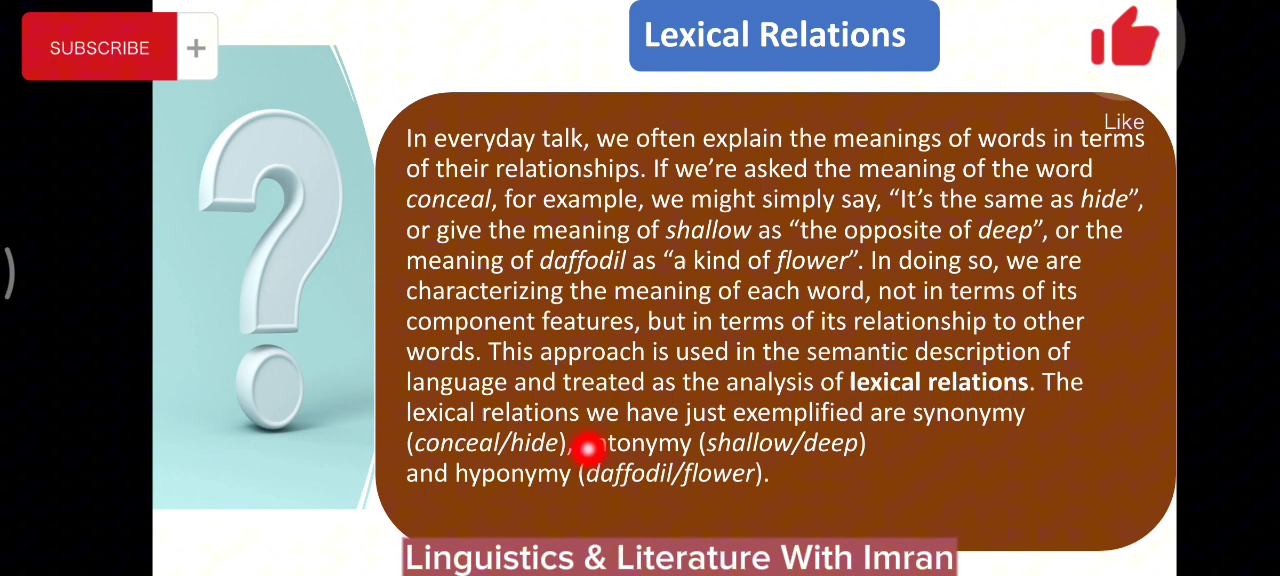 SUBSCRIBE
Lexical Relations
Like
In everyday talk, we often explain the meanings of words in terms
of their relationships. If we’re asked the meaning of the word
conceal, for example, we might simply say, “It’s the same as hide”,
or give the meaning of shallow as “the opposite of deep”, or the
meaning of daffodil as “a kind of flower”. In doing so, we are
characterizing the meaning of each word, not in terms of its
component features, but in terms of its relationship to other
words. This approach is used in the semantic description of
language and treated as the analysis of lexical relations. The
lexical relations we have just exemplified are synonymy
(conceal/hide), antonymy (shallow/deep)
and hyponymy (daffodil/flower).
Linguistics & Literature With Imran